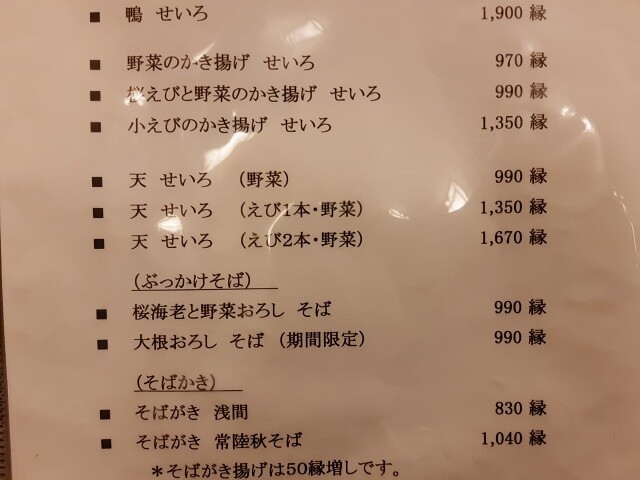 ■ 鴨 せいろ 1,900 縁
■ 野菜のかき揚げ せいろ 970 縁
■ 桜えびと野菜のかき揚げ せいろ 990 縁
■ 小えびのかき揚げ せいろ 1,350 縁
■ 天 せいろ （野菜） 990 縁
■ 天 せいろ （えび1本・野菜） 1,350 縁
■ 天 せいろ （えび2本・野菜） 1,670 縁
（ぶっかけそば）
■ 桜海老と野菜おろし そば 990 縁
■ 大根おろし そば （期間限定） 990 縁
（そばかき）
■ そばがき 浅間 830 縁
■ そばがき 常陸秋そば 1,040 縁
＊そばがき揚げは50縁増しです。